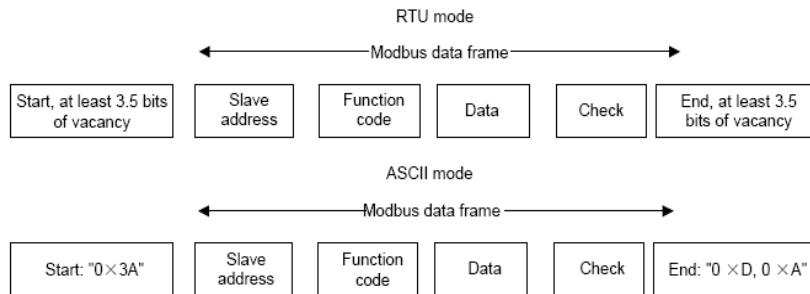 RTU mode
Modbus data frame
Start, at least 3.5 bits
of vacancy
Slave
address
Function
code
Data
Check
End, at least 3.5
bits of vacancy
ASCII mode
Modbus data frame
Start: "0×3A"
Slave
address
Function
code
Data
Check
End: "0 ×D, 0 ×A"